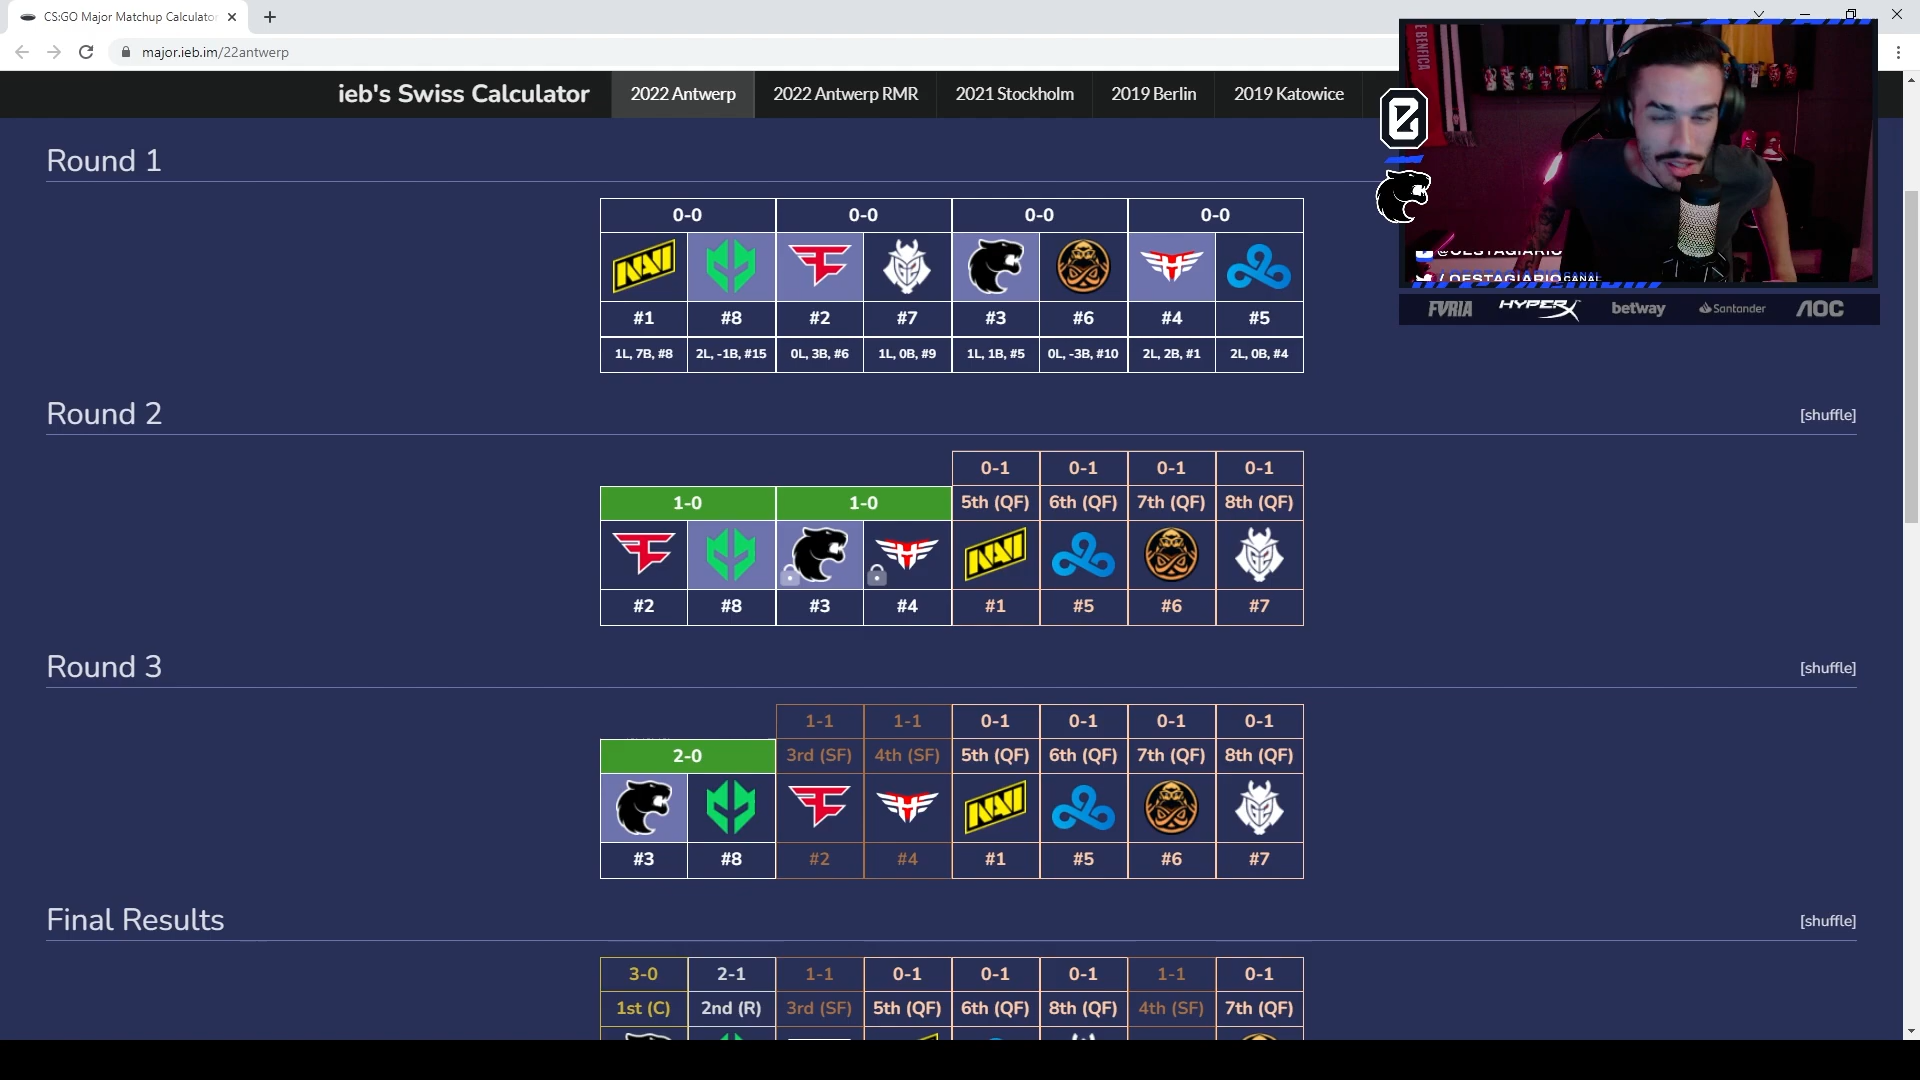 CS:GO Major Matchup Calculator
major.ieb.im/22antwerp
ieb's Swiss Calculator 2022 Antwerp 2022 Antwerp RMR 2021 Stockholm 2019 Berlin 2019 Katowice
E BENFICA
@OESTAGIARIO
/ OESTAGIARIOCANAL
FURIA HYPERX betway Santander AOC
Round 1
0-0 0-0 0-0 0-0
NAVI
#1 #8 #2 #7 #3 #6 #4 #5
1L, 7B, #8 2L, -1B, #15 0L, 3B, #6 1L, 0B, #9 1L, 1B, #5 0L, -3B, #10 2L, 2B, #1 2L, 0B, #4
Round 2 [shuffle]
0-1 0-1 0-1 0-1
1-0 1-0 5th (QF) 6th (QF) 7th (QF) 8th (QF)
NAVI
#2 #8 #3 #4 #1 #5 #6 #7
Round 3 [shuffle]
1-1 1-1 0-1 0-1 0-1 0-1
2-0 3rd (SF) 4th (SF) 5th (QF) 6th (QF) 7th (QF) 8th (QF)
NAVI
#3 #8 #2 #4 #1 #5 #6 #7
Final Results [shuffle]
3-0 2-1 1-1 0-1 0-1 0-1 1-1 0-1
1st (C) 2nd (R) 3rd (SF) 5th (QF) 6th (QF) 8th (QF) 4th (SF) 7th (QF)